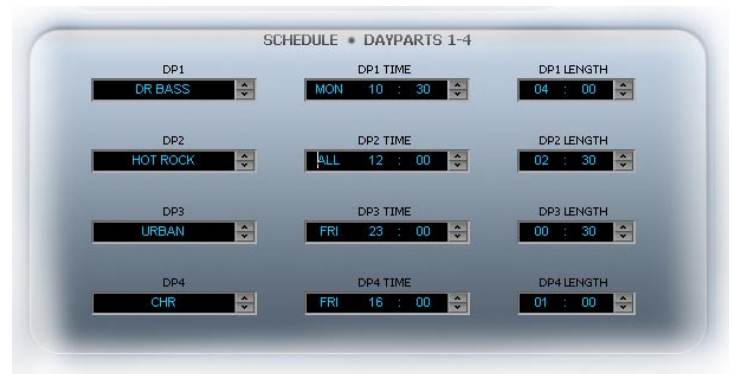 SCHEDULE • DAYPARTS 1-4
DP1 DP1 TIME DP1 LENGTH
DR BASS MON 10 : 30 04 : 00
DP2 DP2 TIME DP2 LENGTH
HOT ROCK ALL 12 : 00 02 : 30
DP3 DP3 TIME DP3 LENGTH
URBAN FRI 23 : 00 00 : 30
DP4 DP4 TIME DP4 LENGTH
CHR FRI 16 : 00 01 : 00